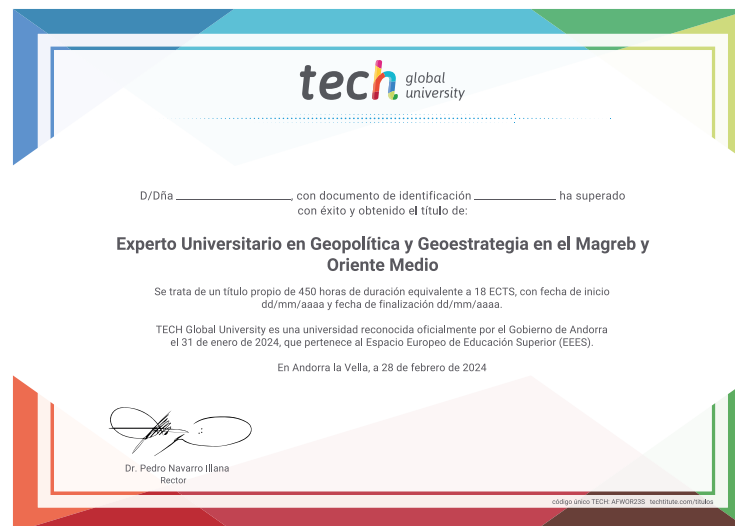 tech global university
D/Dña ____________, con documento de identificación ____________ ha superado
con éxito y obtenido el título de:
Experto Universitario en Geopolítica y Geoestrategia en el Magreb y
Oriente Medio
Se trata de un título propio de 450 horas de duración equivalente a 18 ECTS, con fecha de inicio
dd/mm/aaaa y fecha de finalización dd/mm/aaaa.
TECH Global University es una universidad reconocida oficialmente por el Gobierno de Andorra
el 31 de enero de 2024, que pertenece al Espacio Europeo de Educación Superior (EEES).
En Andorra la Vella, a 28 de febrero de 2024
Dr. Pedro Navarro Illana
Rector
código único TECH: AFWOR23S techtitute.com/titulos